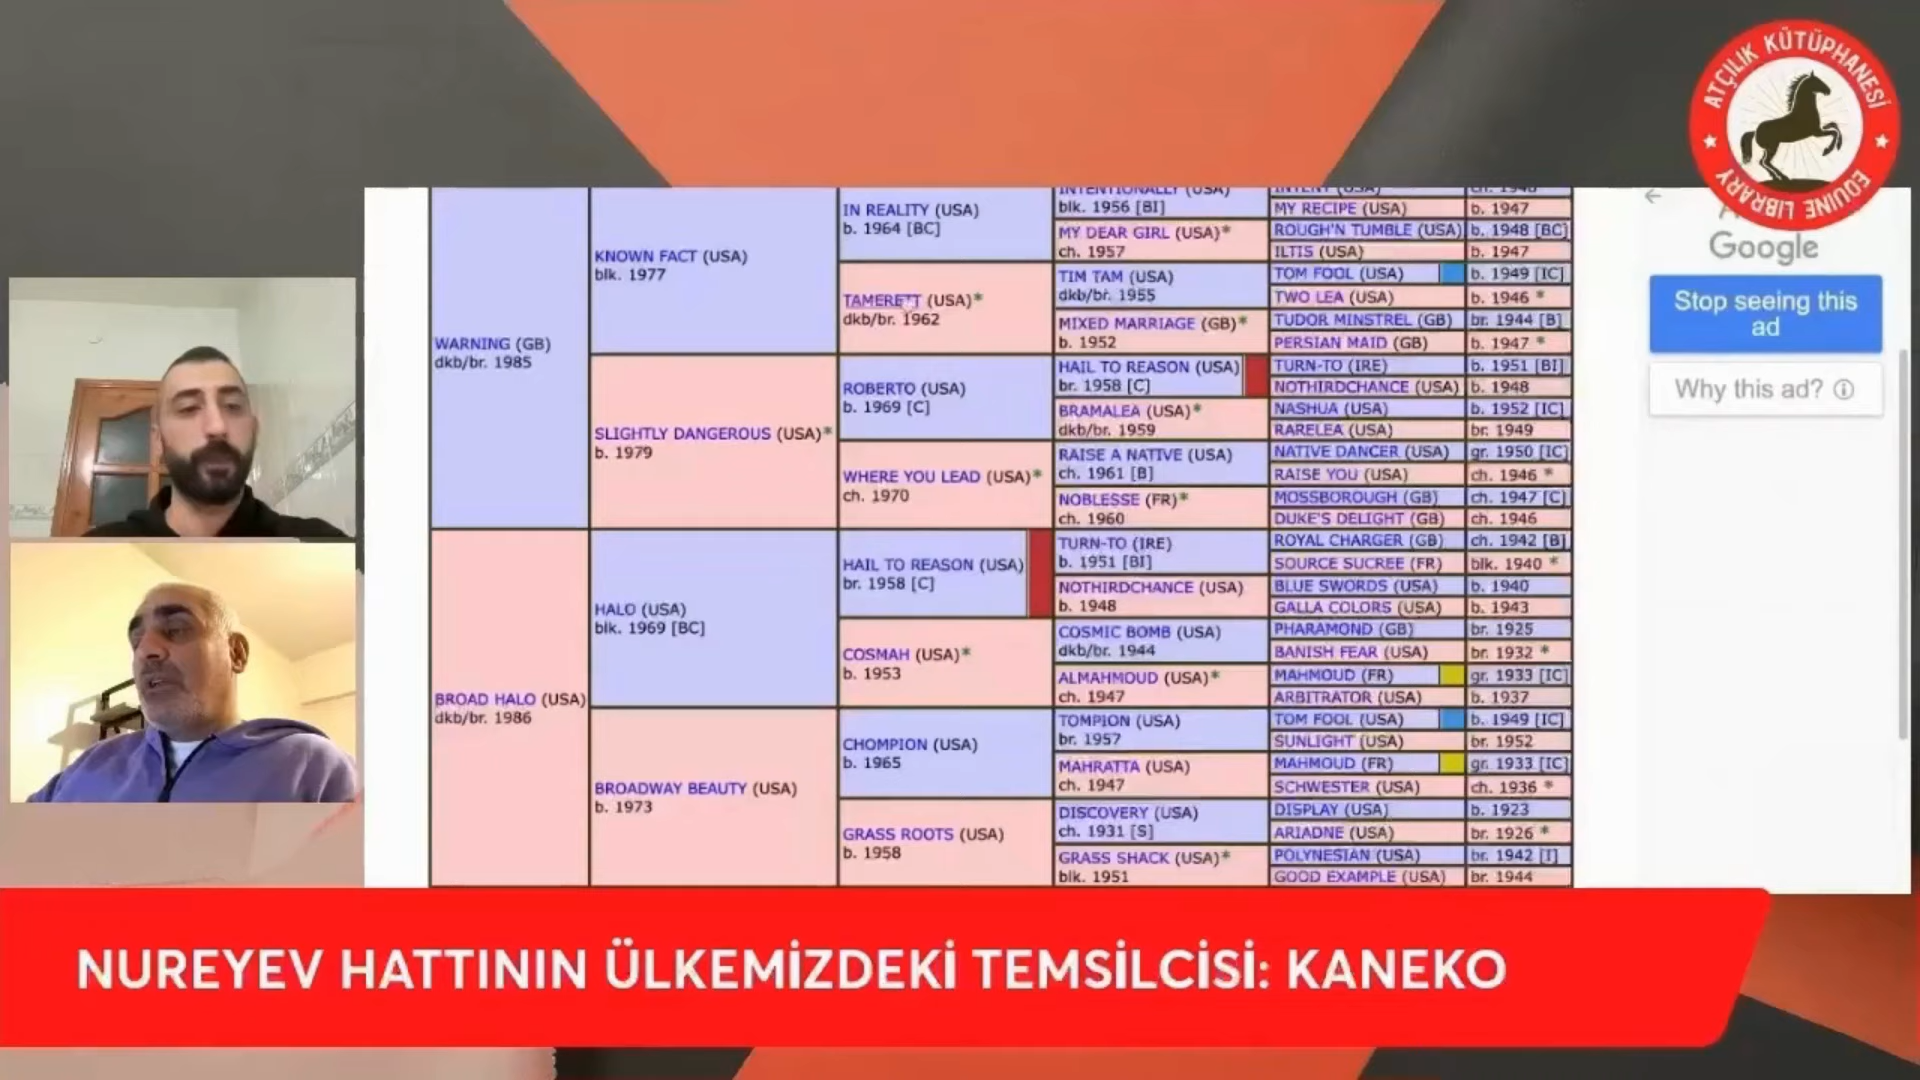 ATÇILIK KÜTÜPHANESİ
EQUINE LIBRARY
WARNING (GB)
dkb/br. 1985
BROAD HALO (USA)
dkb/br. 1986
KNOWN FACT (USA)
blk. 1977
SLIGHTLY DANGEROUS (USA)*
b. 1979
HALO (USA)
blk. 1969 [BC]
BROADWAY BEAUTY (USA)
b. 1973
IN REALITY (USA)
b. 1964 [BC]
TAMERETT (USA)*
dkb/br. 1962
ROBERTO (USA)
b. 1969 [C]
WHERE YOU LEAD (USA)*
ch. 1970
HAIL TO REASON (USA)
br. 1958 [C]
COSMAH (USA)*
b. 1953
CHOMPION (USA)
b. 1965
GRASS ROOTS (USA)
b. 1958
INTENTIONALLY (USA)
blk. 1956 [BI]
MY DEAR GIRL (USA)*
ch. 1957
TIM TAM (USA)
dkb/br. 1955
MIXED MARRIAGE (GB)*
b. 1952
HAIL TO REASON (USA)
br. 1958 [C]
BRAMALEA (USA)*
dkb/br. 1959
RAISE A NATIVE (USA)
ch. 1961 [B]
NOBLESSE (FR)*
ch. 1960
TURN-TO (IRE)
b. 1951 [BI]
NOTHIRDCHANCE (USA)
b. 1948
COSMIC BOMB (USA)
dkb/br. 1944
ALMAHMOUD (USA)*
ch. 1947
TOMPION (USA)
br. 1957
MAHRATTA (USA)
ch. 1947
DISCOVERY (USA)
ch. 1931 [S]
GRASS SHACK (USA)*
blk. 1951
INTENT (USA) ch. 1948
MY RECIPE (USA) b. 1947
ROUGH'N TUMBLE (USA) b. 1948 [BC]
ILTIS (USA) b. 1947
TOM FOOL (USA) b. 1949 [IC]
TWO LEA (USA) b. 1946 *
TUDOR MINSTREL (GB) br. 1944 [B]
PERSIAN MAID (GB) b. 1947 *
TURN-TO (IRE) b. 1951 [BI]
NOTHIRDCHANCE (USA) b. 1948
NASHUA (USA) b. 1952 [IC]
RARELEA (USA) br. 1949
NATIVE DANCER (USA) gr. 1950 [IC]
RAISE YOU (USA) ch. 1946 *
MOSSBOROUGH (GB) ch. 1947 [C]
DUKE'S DELIGHT (GB) ch. 1946
ROYAL CHARGER (GB) ch. 1942 [B]
SOURCE SUCREE (FR) blk. 1940 *
BLUE SWORDS (USA) b. 1940
GALLA COLORS (USA) b. 1943
PHARAMOND (GB) br. 1925
BANISH FEAR (USA) br. 1932 *
MAHMOUD (FR) gr. 1933 [IC]
ARBITRATOR (USA) b. 1937
TOM FOOL (USA) b. 1949 [IC]
SUNLIGHT (USA) br. 1952
MAHMOUD (FR) gr. 1933 [IC]
SCHWESTER (USA) ch. 1936 *
DISPLAY (USA) b. 1923
ARIADNE (USA) br. 1926 *
POLYNESIAN (USA) br. 1942 [I]
GOOD EXAMPLE (USA) br. 1944
Google
Stop seeing this
ad
Why this ad?
NUREYEV HATTININ ÜLKEMİZDEKİ TEMSİLCİSİ: KANEKO